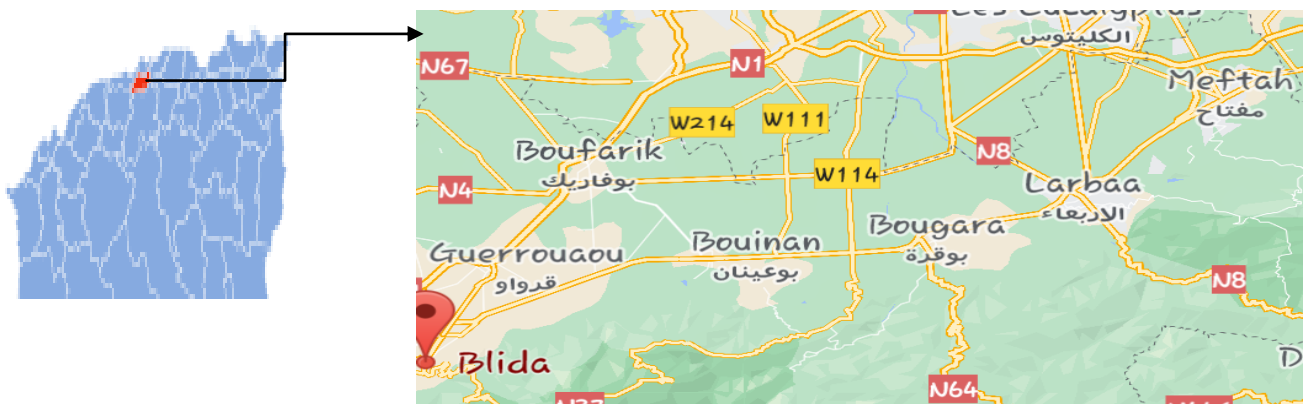 Les Eucalyptus
الكليتوس
N67
N1
Meftah
مفتاح
W214
W111
Boufarik
بوفاريك
N8
N4
W114
Larbaa
الاربعاء
Bougara
بوقرة
Bouinan
بوعينان
Guerrouaou
قرواو
N8
Blida
N64
N37
D